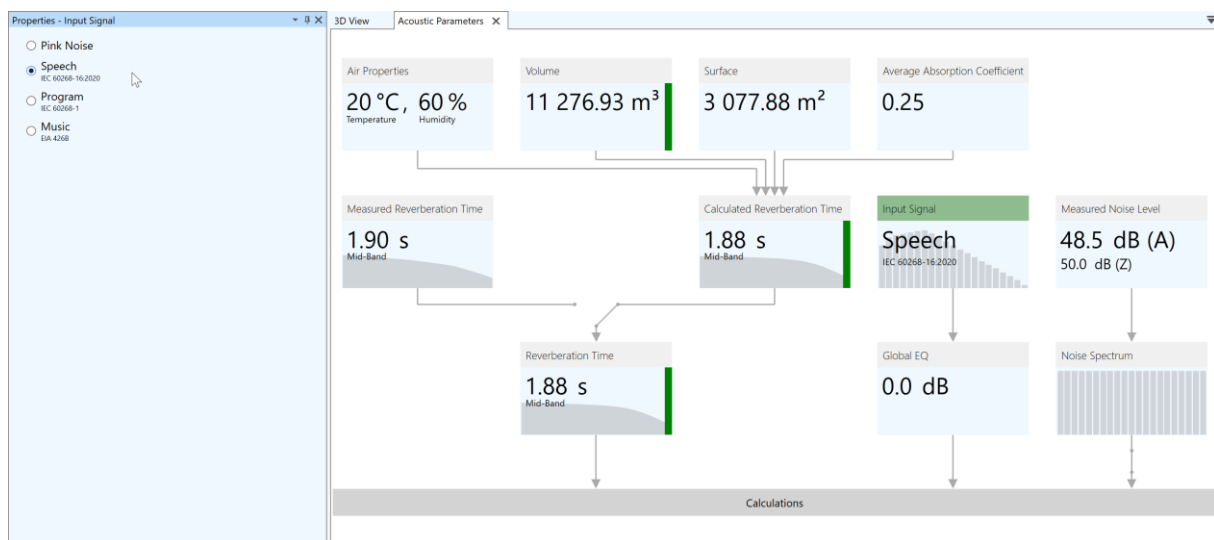 Properties - Input Signal
Pink Noise
Speech
IEC 60268-16:2020
Program
IEC 60268-1
Music
EIA 426B
3D View
Acoustic Parameters
Air Properties
20 °C, 60 %
Temperature Humidity
Volume
11 276.93 m³
Surface
3 077.88 m²
Average Absorption Coefficient
0.25
Measured Reverberation Time
1.90 s
Mid-Band
Calculated Reverberation Time
1.88 s
Mid-Band
Input Signal
Speech
IEC 60268-16:2020
Measured Noise Level
48.5 dB (A)
50.0 dB (Z)
Reverberation Time
1.88 s
Mid-Band
Global EQ
0.0 dB
Noise Spectrum
Calculations